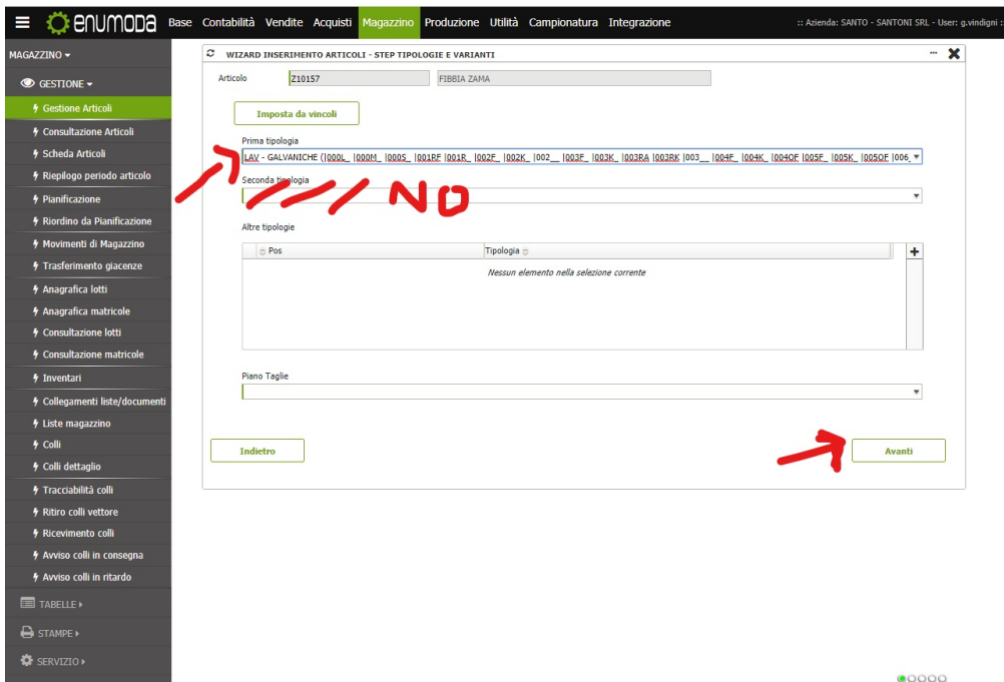 enumoda Base Contabilità Vendite Acquisti Magazzino Produzione Utilità Campionatura Integrazione :: Azienda: SANTO - SANTONI SRL - User: g.vindigni ::
MAGAZZINO
GESTIONE
Gestione Articoli
Consultazione Articoli
Scheda Articoli
Riepilogo periodo articolo
Pianificazione
Riordino da Pianificazione
Movimenti di Magazzino
Trasferimento giacenze
Anagrafica lotti
Anagrafica matricole
Consultazione lotti
Consultazione matricole
Inventari
Collegamenti liste/documenti
Liste magazzino
Colli
Colli dettaglio
Tracciabilità colli
Ritiro colli vettore
Ricevimento colli
Avviso colli in consegna
Avviso colli in ritardo
TABELLE
STAMPE
SERVIZIO
WIZARD INSERIMENTO ARTICOLI - STEP TIPOLOGIE E VARIANTI
Articolo Z10157 FIBBIA ZAMA
Imposta da vincoli
Prima tipologia
LAV - GALVANICHE (|000L_ |000M_ |000S_ |001RF |001R_ |002F_ |002K_ |002__ |003F_ |003K_ |003RA |003RK |003__ |004F_ |004K_ |004OF |005F_ |005K_ |005OF |006_
Seconda tipologia
NO
Altre tipologie
Pos Tipologia +
Nessun elemento nella selezione corrente
Piano Taglie
Indietro Avanti